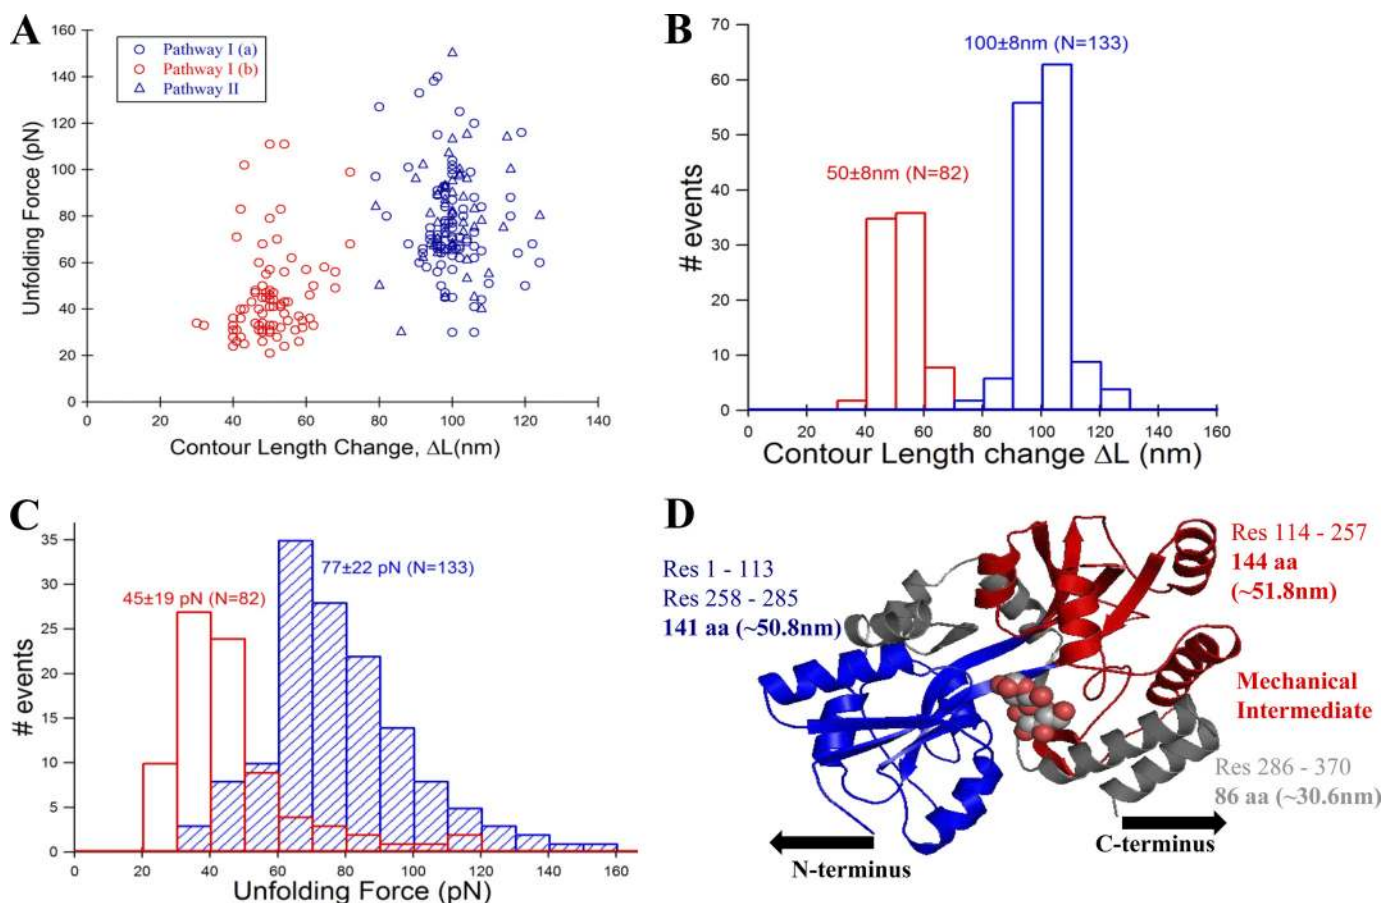 A
160
140
120
100
80
60
40
20
0
Unfolding Force (pN)
Pathway I (a)
Pathway I (b)
Pathway II
0 20 40 60 80 100 120 140
Contour Length Change, ΔL(nm)
B
70
60
50
40
30
20
10
0
# events
100±8nm (N=133)
50±8nm (N=82)
0 20 40 60 80 100 120 140 160
Contour Length change ΔL (nm)
C
35
30
25
20
15
10
5
0
# events
77±22 pN (N=133)
45±19 pN (N=82)
0 20 40 60 80 100 120 140 160
Unfolding Force (pN)
D
Res 1 - 113
Res 258 - 285
141 aa (~50.8nm)
Res 114 - 257
144 aa
(~51.8nm)
Mechanical
Intermediate
Res 286 - 370
86 aa (~30.6nm)
N-terminus
C-terminus